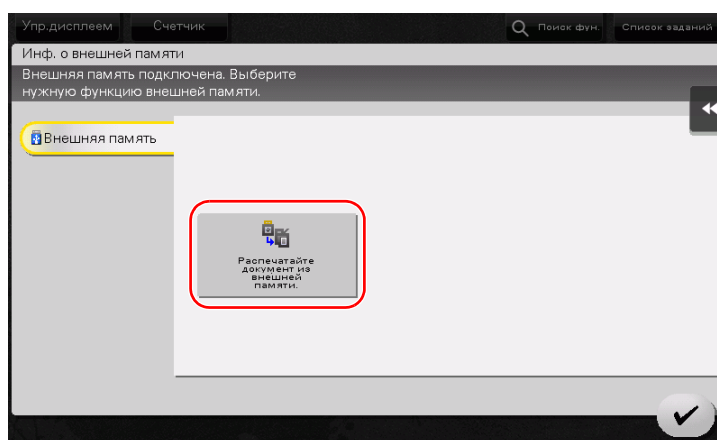 Упр.дисплеем Счетчик Поиск фун. Список заданий
Инф. о внешней памяти
Внешняя память подключена. Выберите
нужную функцию внешней памяти.
Внешняя память
Распечатайте
документ из
внешней
памяти.